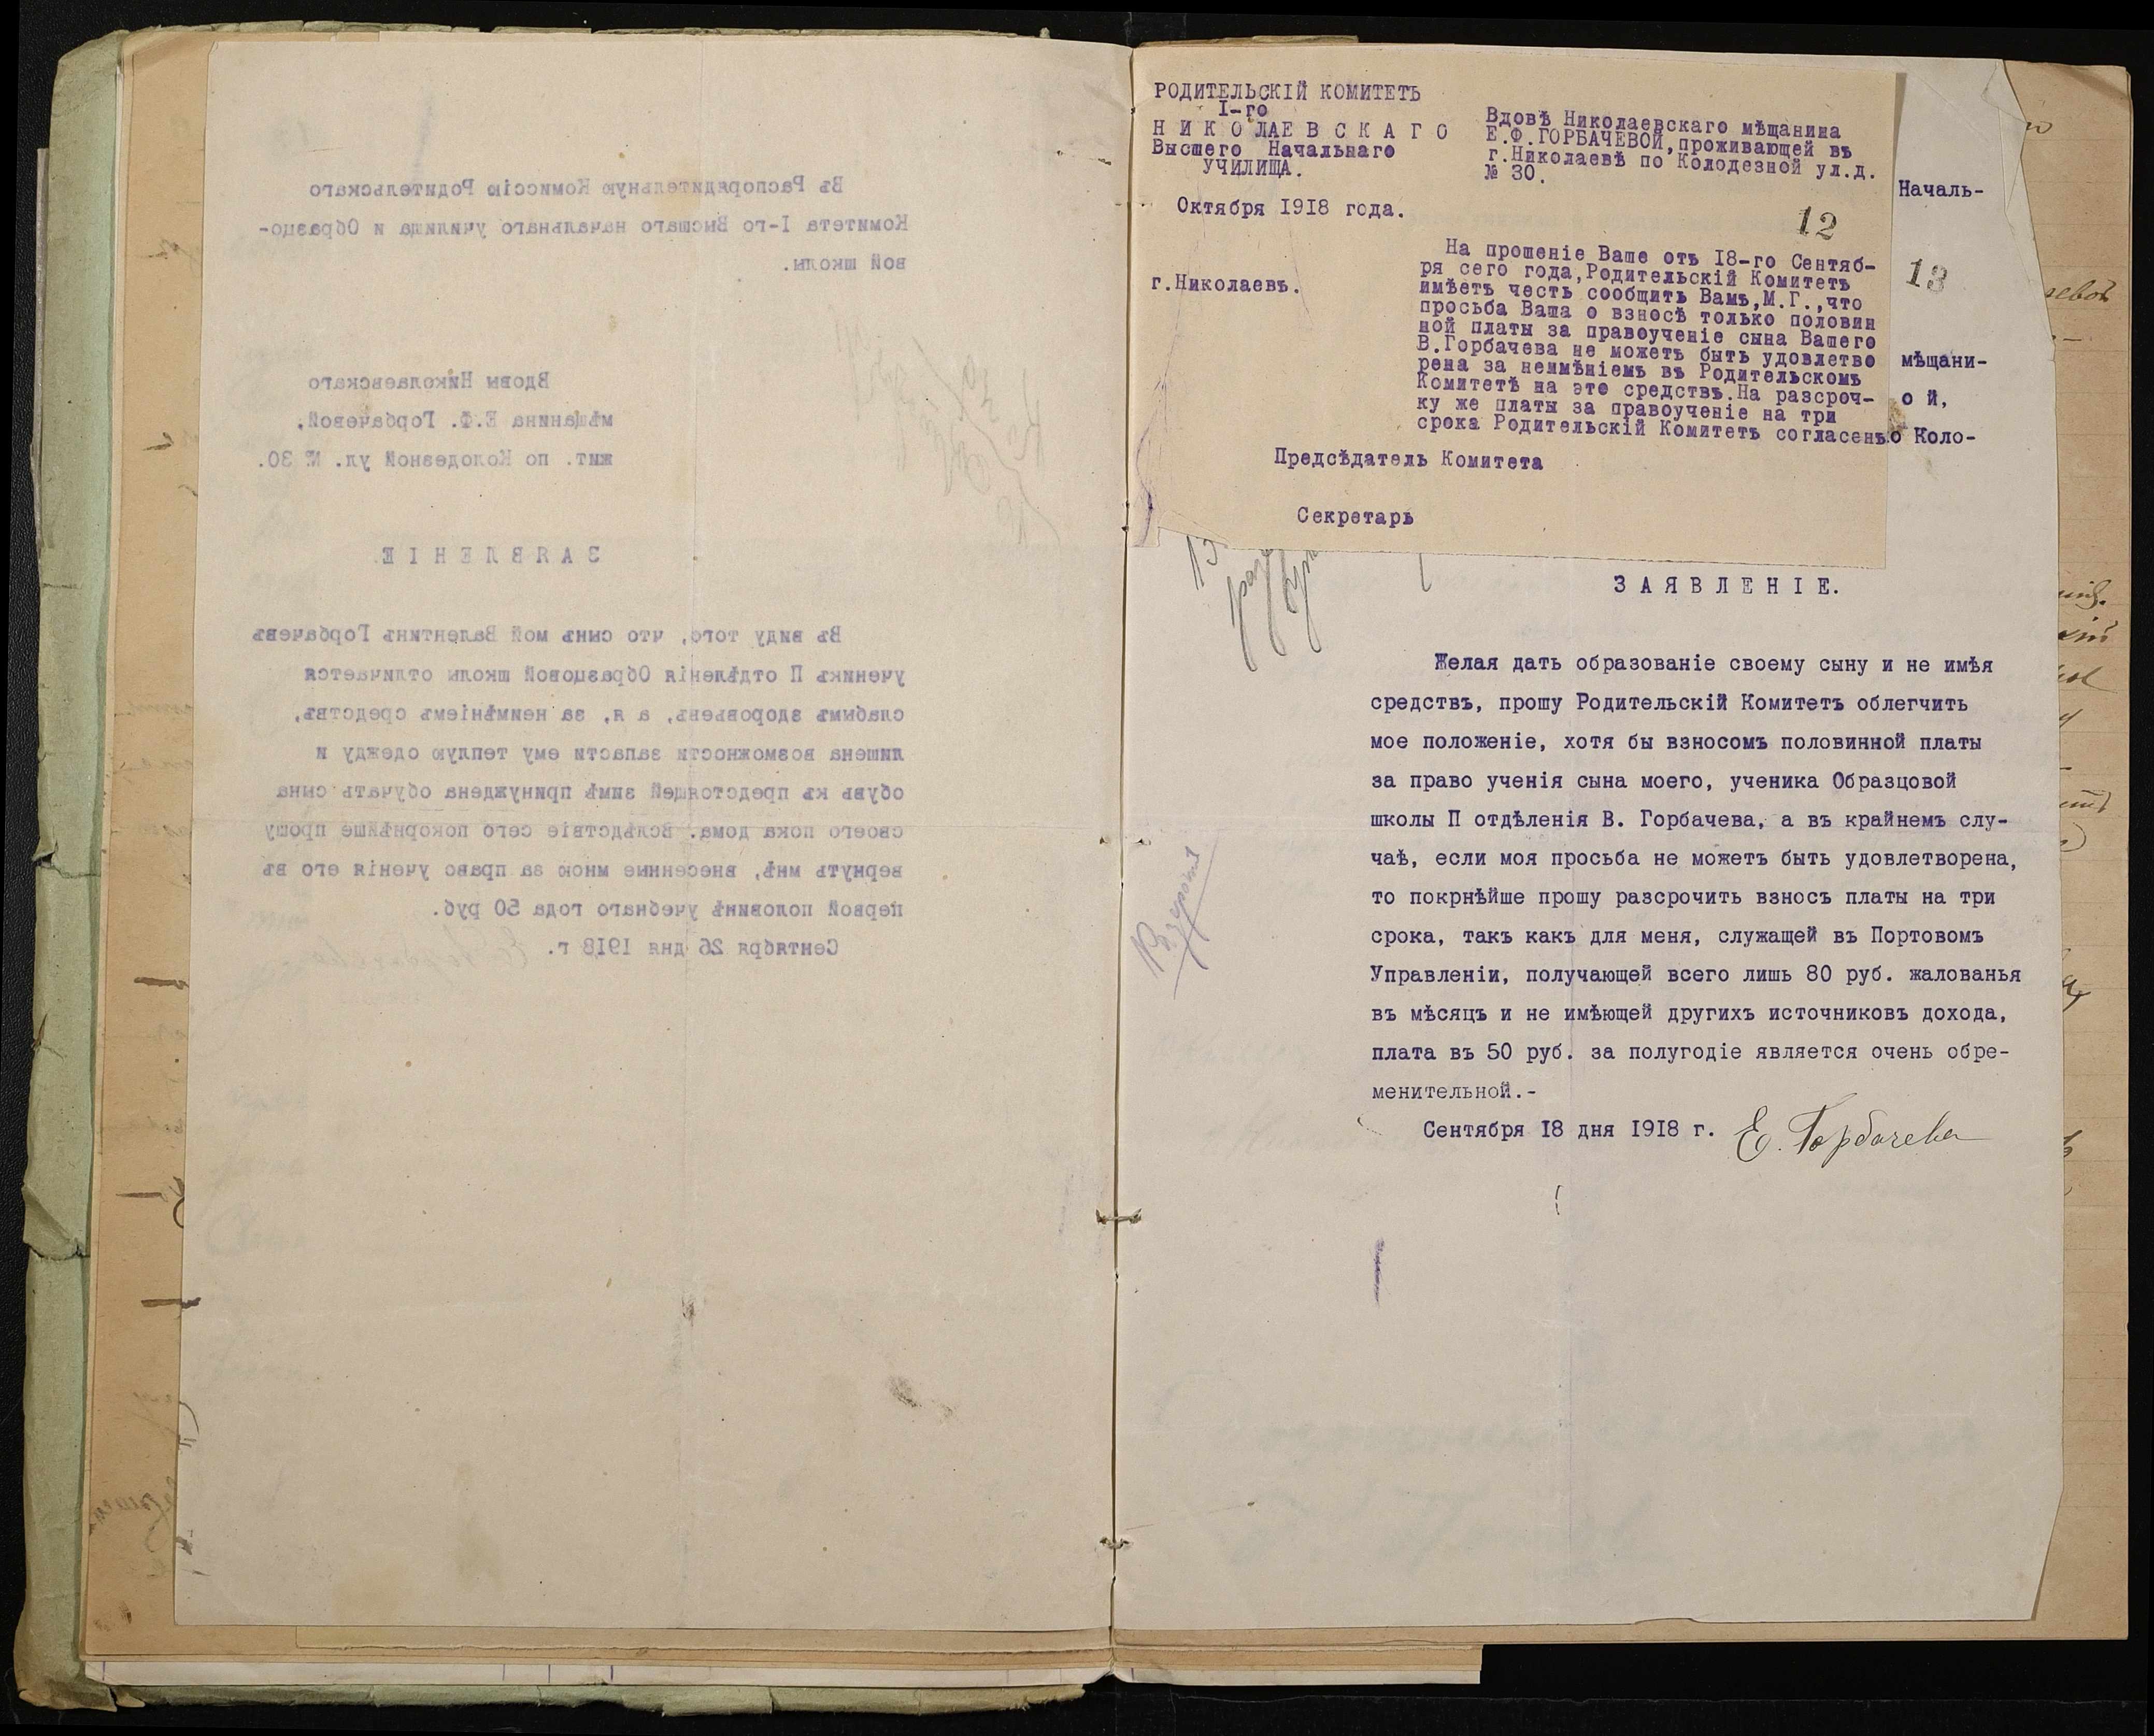 Въ Распорядительную Комиссію Родительскаго
Комитета I-го Высшаго начальнаго училища и Образцо-
вой школы.
Вдовы Николаевскаго
мѣщанина Е.Ф. Горбачевой,
жит. по Колодезной ул. № 30.
З А Я В Л Е Н І Е.
Въ виду того, что сынъ мой Валентинъ Горбачевъ
ученикъ П отдѣленія Образцовой школы отличается
слабымъ здоровьевъ, а я, за неимѣніемъ средствъ,
лишена возможности запасти ему теплую одежду и
обувь къ предстоящей зимѣ принуждена обучать сына
своего пока дома. Вслѣдствіе сего покорнѣйше прошу
вернуть мнѣ, внесенные мною за право ученія его въ
первой половинѣ учебнаго года 50 руб.
Сентября 26 дня 1918 г.
РОДИТЕЛЬСКІЙ КОМИТЕТЪ
I-го
Н И К О ЛАЕ В С К А Г О
Высшего Начальнаго
УЧИЛИЩА.
Октября 1918 года.
г.Николаевъ.
Вдовѣ Николаевскаго мѣщанина
Е.Ф.ГОРБАЧЕВОЙ,проживающей въ
г.Николаевѣ по Колодезной ул.д.
№ 30.
12
На прошеніе Ваше отъ 18-го Сентяб-
ря сего года,Родительскій Комитетъ
имѣетъ честь сообщить Вамъ,М.Г.,что
просьба Ваша о взносѣ только половин
ной платы за правоученіе сына Вашего
В.Горбачева не можетъ быть удовлетво
рена за неимѣніемъ въ Родительскомъ
Комитетѣ на это средствъ.На разсроч-
ку же платы за правоученіе на три
срока Родительскій Комитетъ согласенъ
Предсѣдатель Комитета
Секретарь
Началь-
13
мѣщани-
о й,
о Коло-
З А Я В Л Е Н І Е.
Желая дать образованіе своему сыну и не имѣя
средствъ, прошу Родительскій Комитетъ облегчить
мое положеніе, хотя бы взносомъ половинной платы
за право ученія сына моего, ученика Образцовой
школы П отдѣленія В. Горбачева, а въ крайнемъ слу-
чаѣ, если моя просьба не можетъ быть удовлетворена,
то покрнѣйше прошу разсрочить взносъ платы на три
срока, такъ какъ для меня, служащей въ Портовомъ
Управленіи, получающей всего лишь 80 руб. жалованья
въ мѣсяцъ и не имѣющей другихъ источниковъ дохода,
плата въ 50 руб. за полугодіе является очень обре-
менительной.-
Сентября 18 дня 1918 г. Е. Горбачева